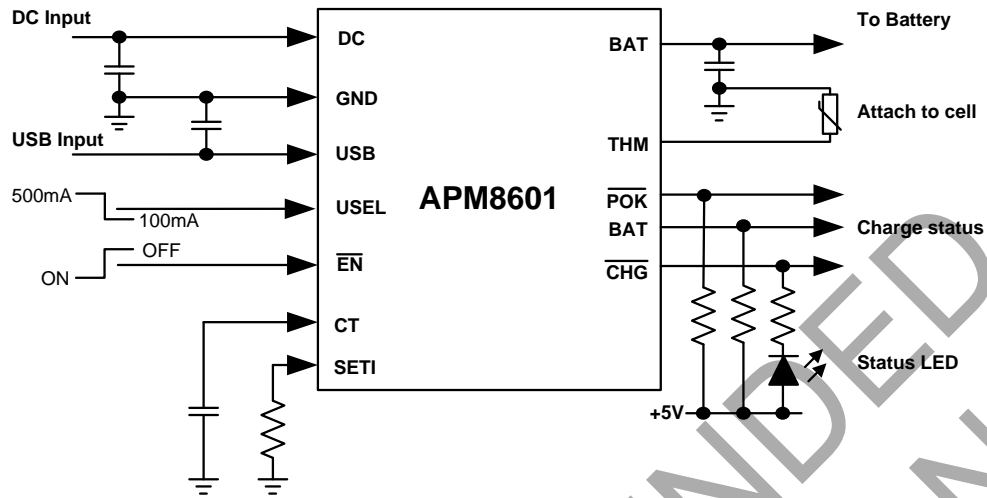 DC Input
To Battery
DC
BAT
GND
Attach to cell
USB Input
THM
USB
500mA
100mA
USEL
APM8601
POK
BAT
Charge status
OFF
ON
EN
CHG
CT
SETI
Status LED
+5V